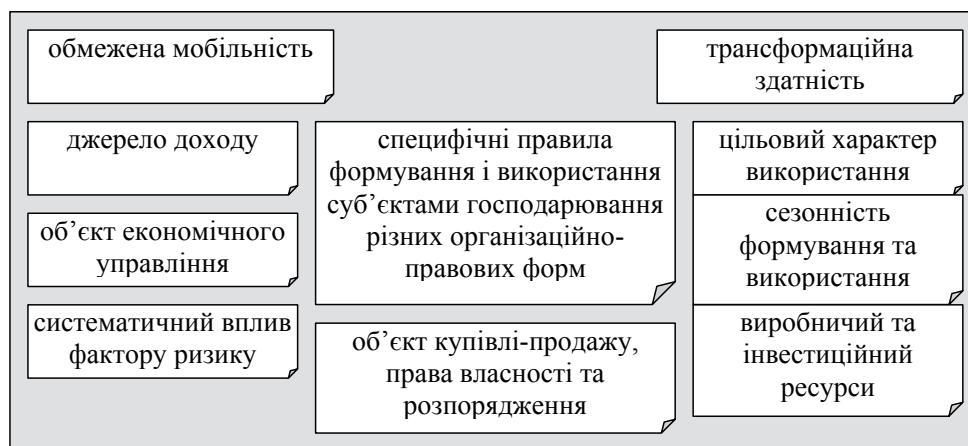 обмежена мобільність
трансформаційна
здатність
джерело доходу
специфічні правила
формування і використання
суб’єктами господарювання
різних організаційно-
правових форм
цільовий характер
використання
об’єкт економічного
управління
сезонність
формування та
використання
систематичний вплив
фактору ризику
об’єкт купівлі-продажу,
права власності та
розпорядження
виробничий та
інвестиційний
ресурси